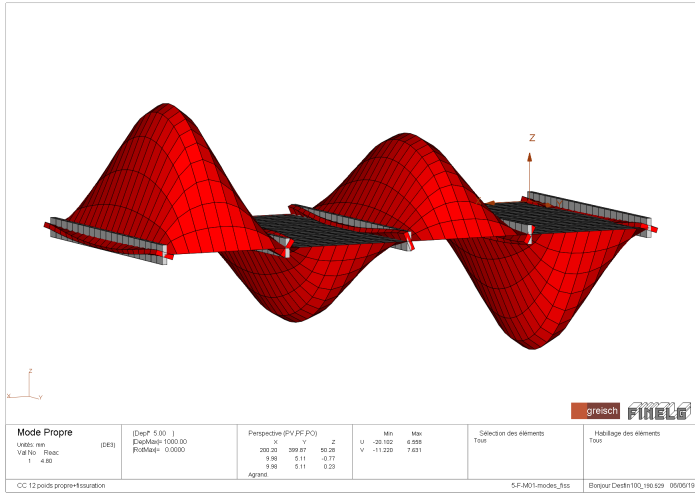 Z
Z
X
Y
greisch FINELG
Mode Propre
Unités mm (DE3)
Val No Reac
1 4.80
(Depl* 5.00 )
|DepMax|= 1000.00
|RotMax|= 0.0000
Perspective (PV,PF,PO)
X Y Z
200.20 399.87 50.28
9.98 5.11 -0.77
9.98 5.11 0.23
Agrand.
Min Max
U -20.102 6.558
V -11.220 7.631
Sélection des éléments
Tous
Habillage des éléments
Tous
CC 12 poids propre+fissuration
5-F-M01-modes_fiss
Bonjour Desfin100_190.929 06/06/19